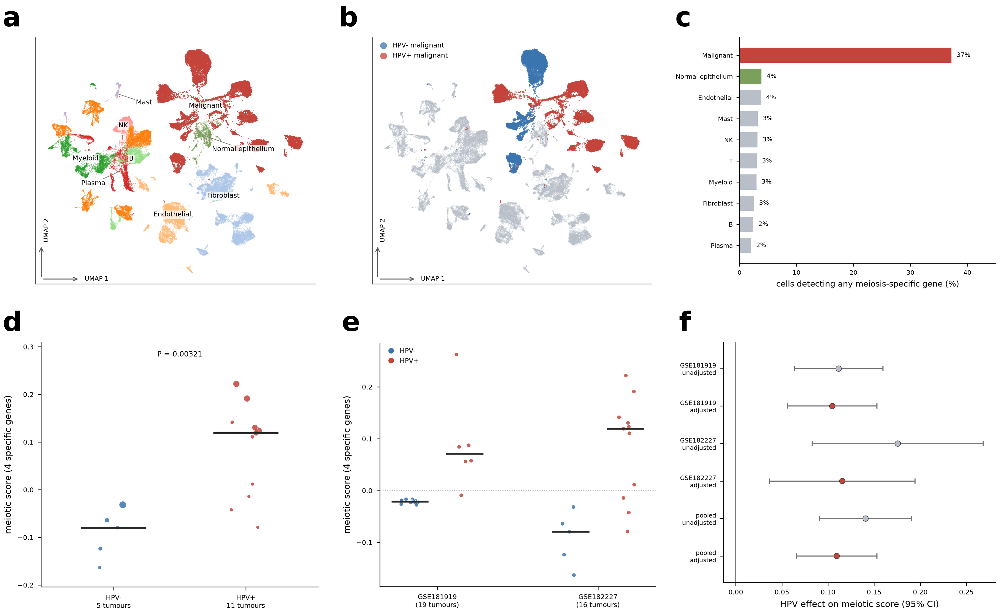 a
Mast
Malignant
NK
T
Normal epithelium
Myeloid
B
Plasma
Fibroblast
Endothelial
UMAP 2
UMAP 1
b
HPV- malignant
HPV+ malignant
UMAP 2
UMAP 1
c
Malignant
37%
Normal epithelium
4%
Endothelial
4%
Mast
3%
NK
3%
T
3%
Myeloid
3%
Fibroblast
3%
B
2%
Plasma
2%
0 10 20 30 40
cells detecting any meiosis-specific gene (%)
d
P = 0.00321
meiotic score (4 specific genes)
0.3
0.2
0.1
0.0
−0.1
−0.2
HPV-
5 tumours
HPV+
11 tumours
e
HPV-
HPV+
meiotic score (4 specific genes)
0.2
0.1
0.0
−0.1
GSE181919
(19 tumours)
GSE182227
(16 tumours)
f
GSE181919
unadjusted
GSE181919
adjusted
GSE182227
unadjusted
GSE182227
adjusted
pooled
unadjusted
pooled
adjusted
0.00 0.05 0.10 0.15 0.20 0.25
HPV effect on meiotic score (95% CI)